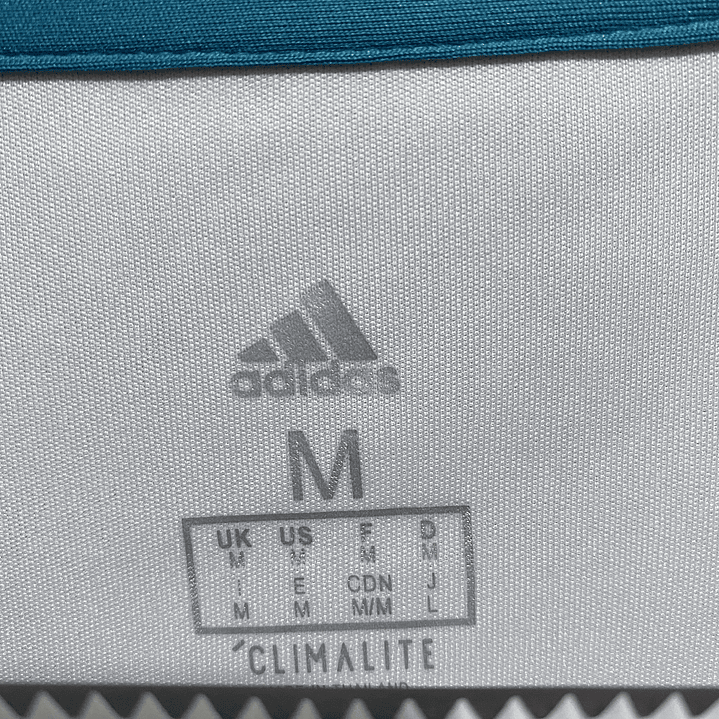 adidas
M
UK US F D
M M M M
I E CDN J
M M M/M L
CLIMALITE